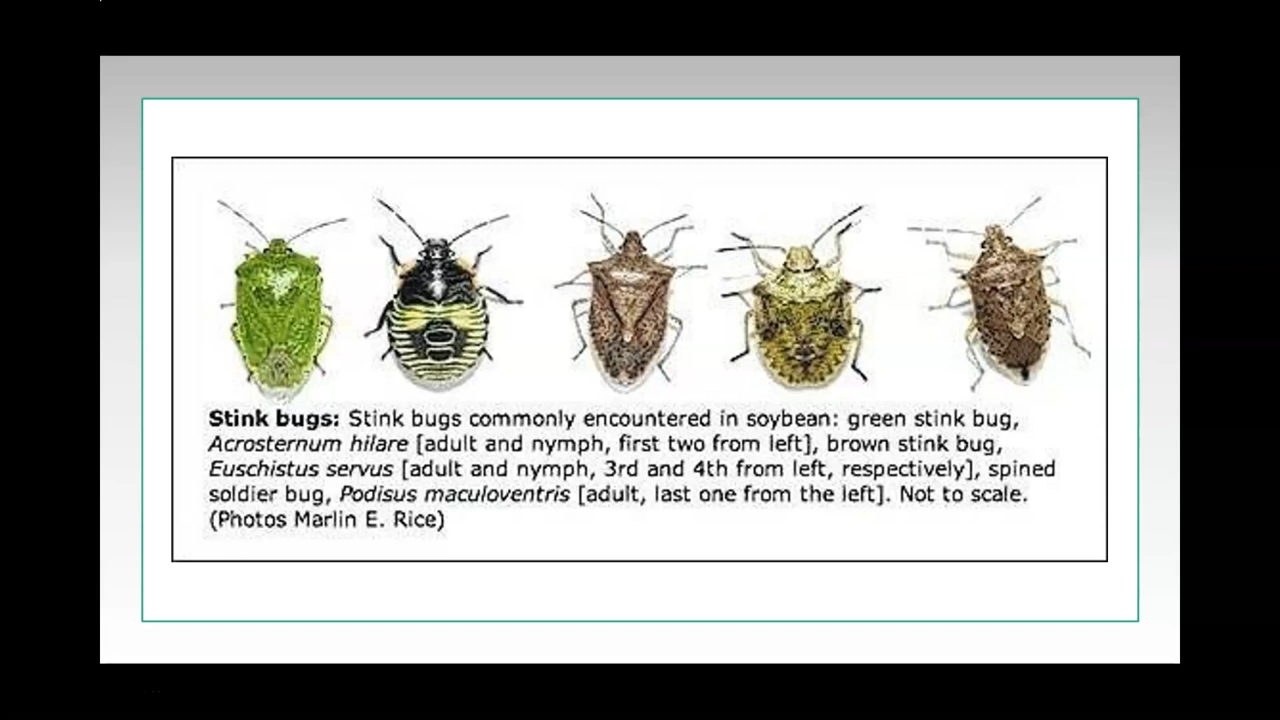 Stink bugs: Stink bugs commonly encountered in soybean: green stink bug,
Acrosternum hilare [adult and nymph, first two from left], brown stink bug,
Euschistus servus [adult and nymph, 3rd and 4th from left, respectively], spined
soldier bug, Podisus maculoventris [adult, last one from the left]. Not to scale.
(Photos Marlin E. Rice)